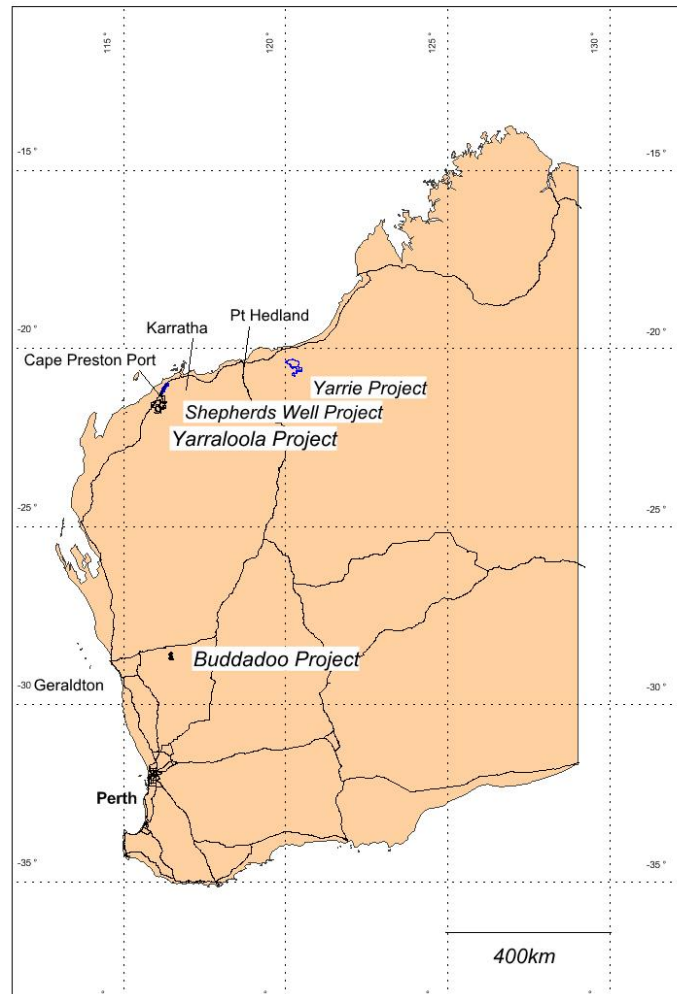 115 °
120 °
125 °
130 °
-15 °
-15 °
Karratha
Pt Hedland
-20 °
-20 °
Cape Preston Port
Yarrie Project
Shepherds Well Project
Yarraloola Project
-25 °
-25 °
Buddadoo Project
Geraldton
-30 °
-30 °
Perth
-35 °
-35 °
400km